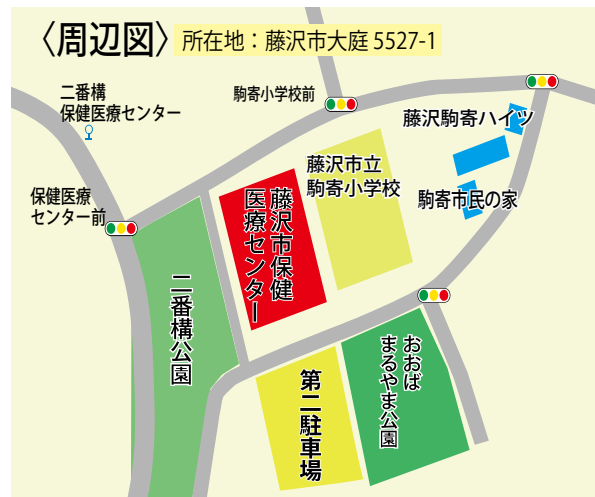 〈周辺図〉
所在地：藤沢市大庭 5527-1
二番構
保健医療センター
駒寄小学校前
藤沢駒寄ハイツ
藤沢市立
駒寄小学校
駒寄市民の家
保健医療
センター前
藤沢市保健
医療センター
二番構公園
おおば
まるやま公園
第二駐車場